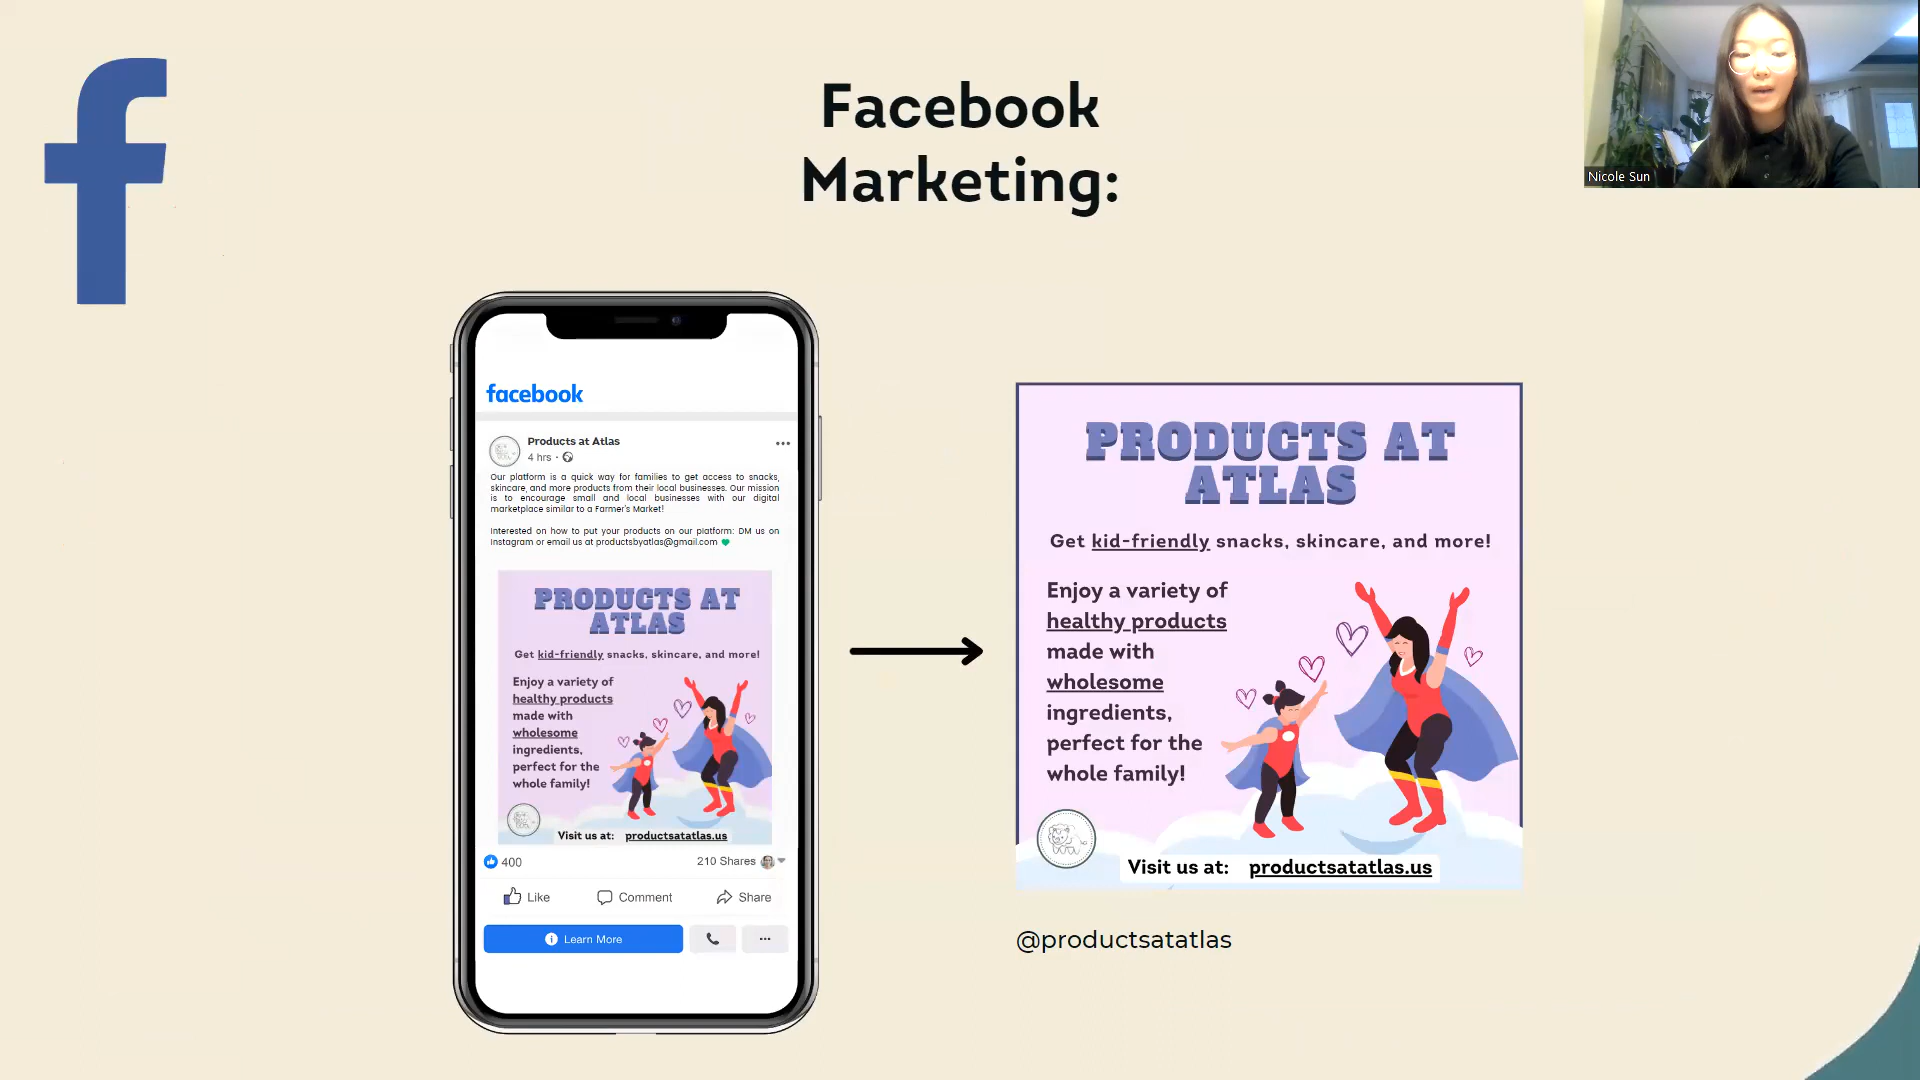 Facebook
Marketing:
Nicole Sun
facebook
Products at Atlas
4 hrs
Our platform is a quick way for families to get access to snacks,
skincare, and more products from their local businesses. Our mission
is to encourage small and local businesses with our digital
marketplace similar to a Farmer's Market!
Interested on how to put your products on our platform: DM us on
Instagram or email us at productsbyatlas@gmail.com
PRODUCTS AT
ATLAS
Get kid-friendly snacks, skincare, and more!
Enjoy a variety of
healthy products
made with
wholesome
ingredients,
perfect for the
whole family!
Visit us at: productsatatlas.us
400
210 Shares
Like
Comment
Share
Learn More
PRODUCTS AT
ATLAS
Get kid-friendly snacks, skincare, and more!
Enjoy a variety of
healthy products
made with
wholesome
ingredients,
perfect for the
whole family!
Visit us at: productsatatlas.us
@productsatatlas